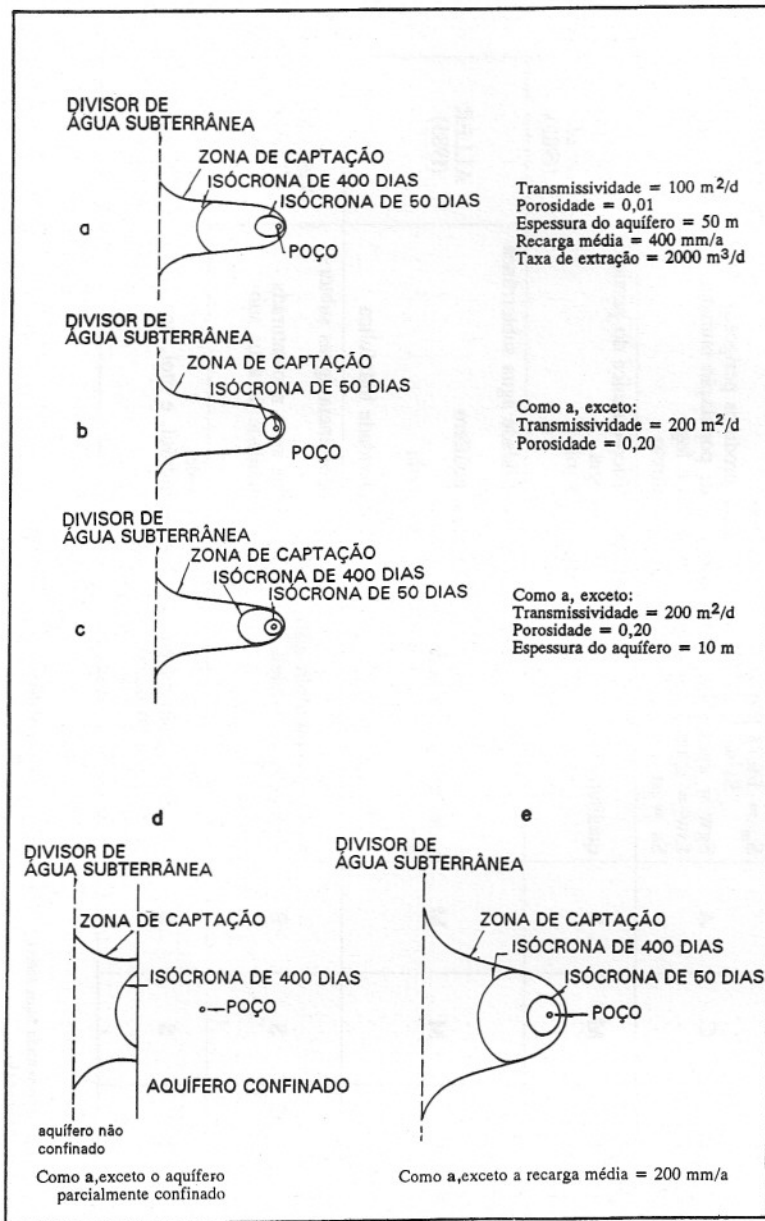 DIVISOR DE
ÁGUA SUBTERRÂNEA
ZONA DE CAPTAÇÃO
ISÓCRONA DE 400 DIAS
ISÓCRONA DE 50 DIAS
a
POÇO
Transmissividade = 100 m²/d
Porosidade = 0,01
Espessura do aquífero = 50 m
Recarga média = 400 mm/a
Taxa de extração = 2000 m³/d
DIVISOR DE
ÁGUA SUBTERRÂNEA
ZONA DE CAPTAÇÃO
ISÓCRONA DE 50 DIAS
b
POÇO
Como a, exceto:
Transmissividade = 200 m²/d
Porosidade = 0,20
DIVISOR DE
ÁGUA SUBTERRÂNEA
ZONA DE CAPTAÇÃO
ISÓCRONA DE 400 DIAS
ISÓCRONA DE 50 DIAS
c
Como a, exceto:
Transmissividade = 200 m²/d
Porosidade = 0,20
Espessura do aquífero = 10 m
d
DIVISOR DE
ÁGUA SUBTERRÂNEA
ZONA DE CAPTAÇÃO
ISÓCRONA DE 400 DIAS
POÇO
AQUÍFERO CONFINADO
aquífero não
confinado
Como a,exceto o aquífero
parcialmente confinado
e
DIVISOR DE
ÁGUA SUBTERRÂNEA
ZONA DE CAPTAÇÃO
ISÓCRONA DE 400 DIAS
ISÓCRONA DE 50 DIAS
POÇO
Como a,exceto a recarga média = 200 mm/a